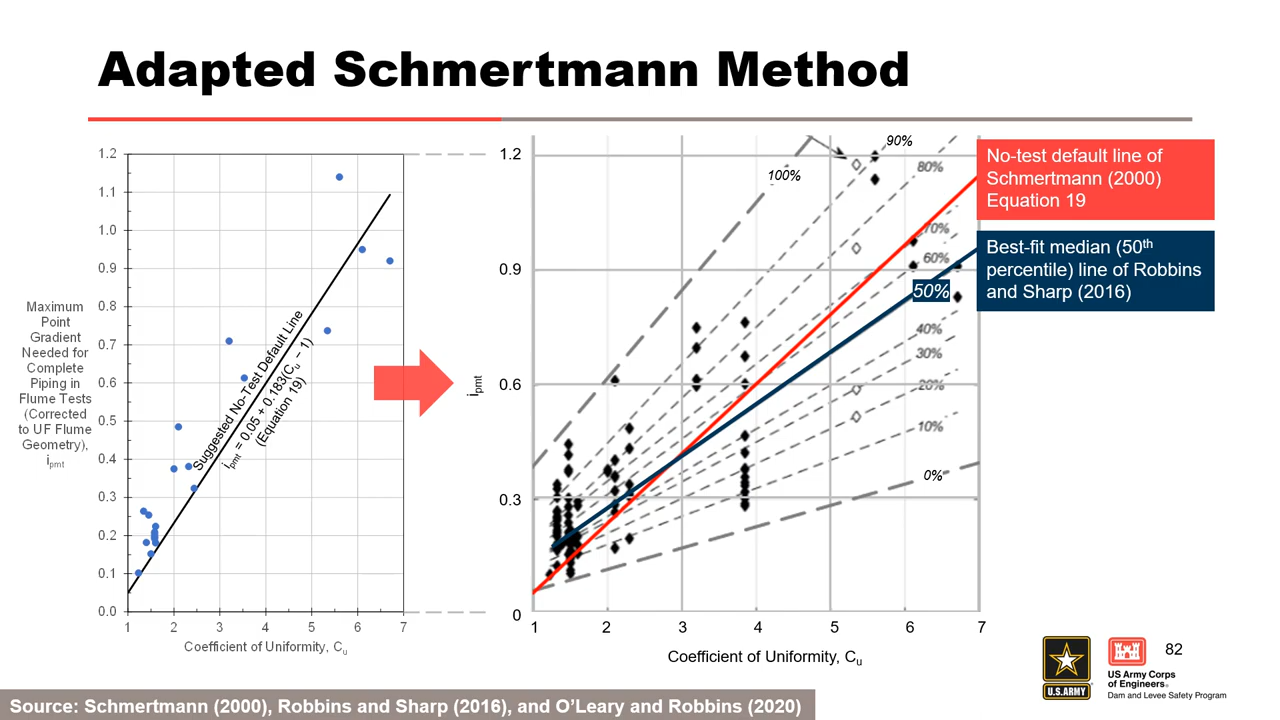 Adapted Schmertmann Method
1.2
1.1
1.0
0.9
0.8
0.7
0.6
0.5
0.4
0.3
0.2
0.1
0.0
Maximum
Point
Gradient
Needed for
Complete
Piping in
Flume Tests
(Corrected
to UF Flume
Geometry),
ipmt
Suggested No-Test Default Line
ipmt = 0.05 + 0.183(Cu − 1)
(Equation 19)
1 2 3 4 5 6 7
Coefficient of Uniformity, Cu
1.2
0.9
0.6
0.3
0
ipmt
100%
90%
80%
70%
60%
50%
40%
30%
20%
10%
0%
1 2 3 4 5 6 7
Coefficient of Uniformity, Cu
No-test default line of
Schmertmann (2000)
Equation 19
Best-fit median (50th
percentile) line of Robbins
and Sharp (2016)
U.S.ARMY
US Army Corps
of Engineers®
Dam and Levee Safety Program
82
Source: Schmertmann (2000), Robbins and Sharp (2016), and O’Leary and Robbins (2020)